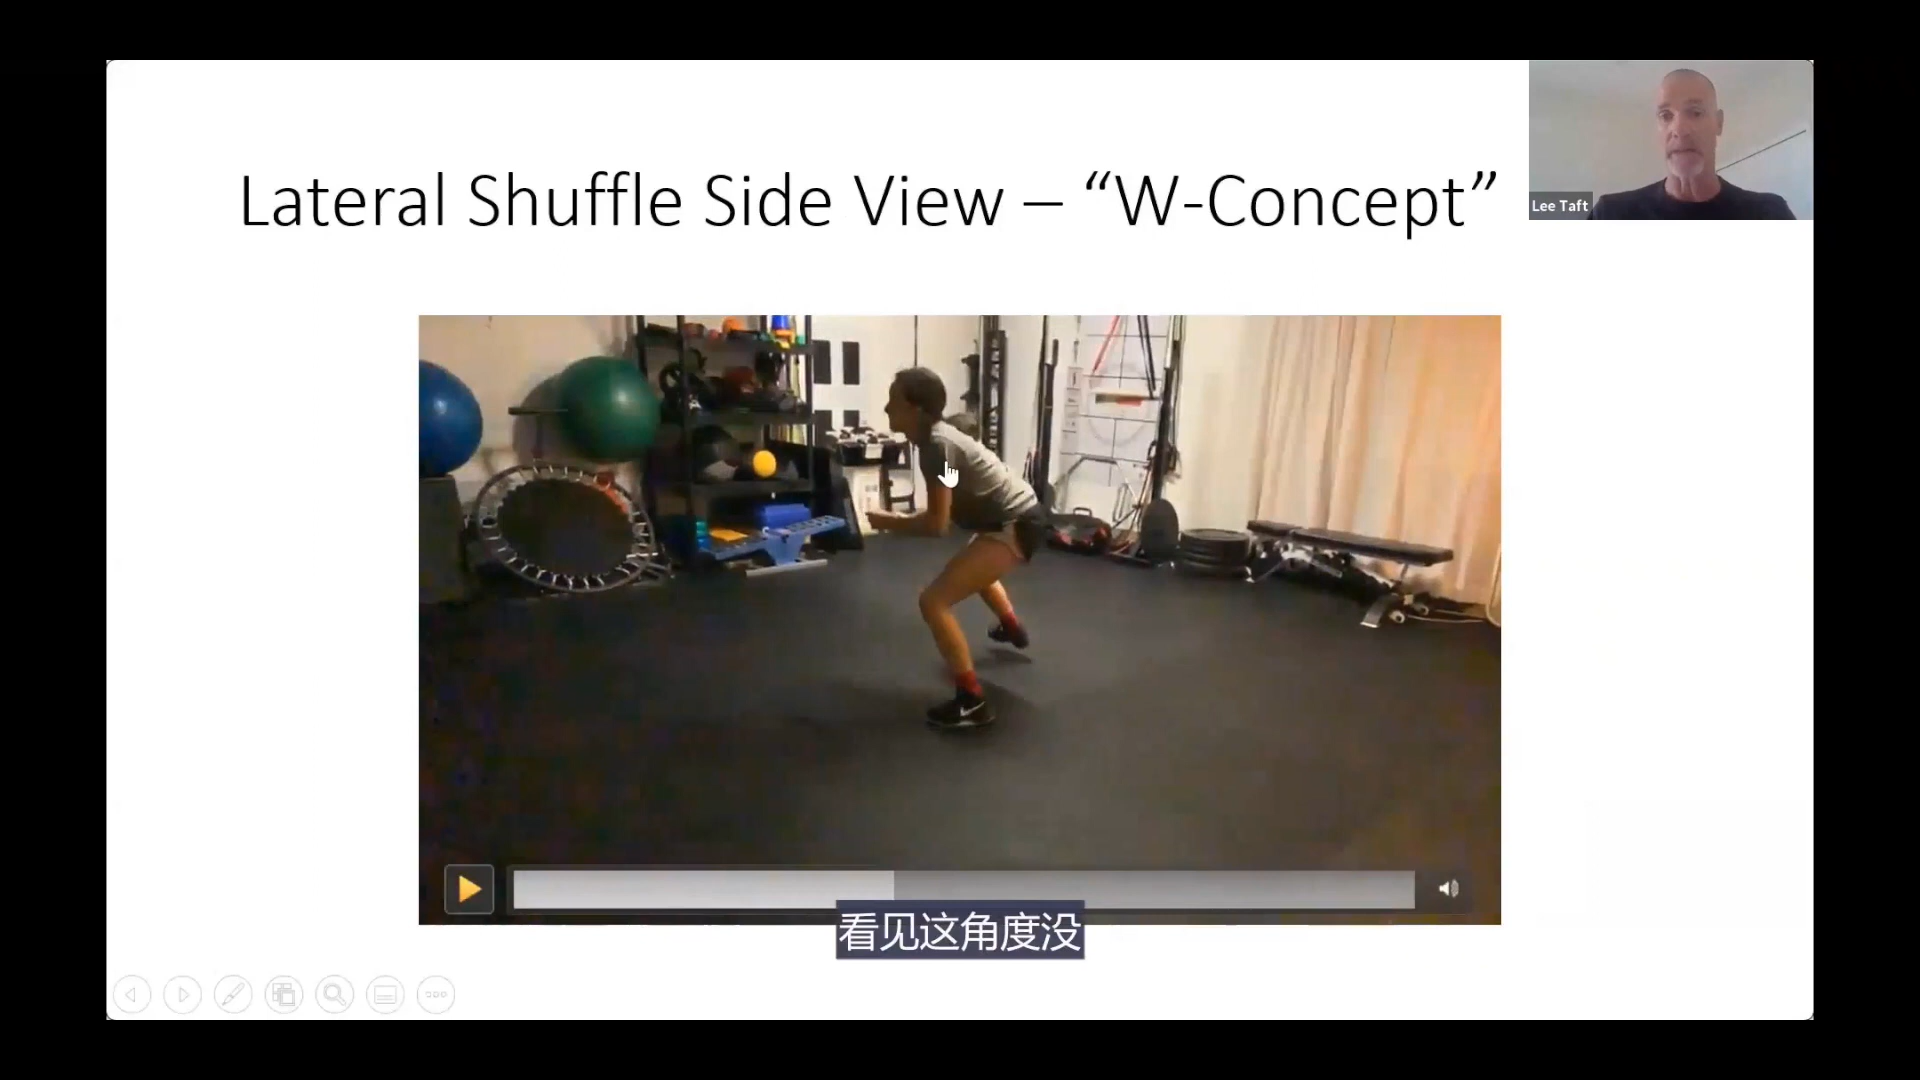 Lateral Shuffle Side View – “W-Concept”
Lee Taft
看见这角度没